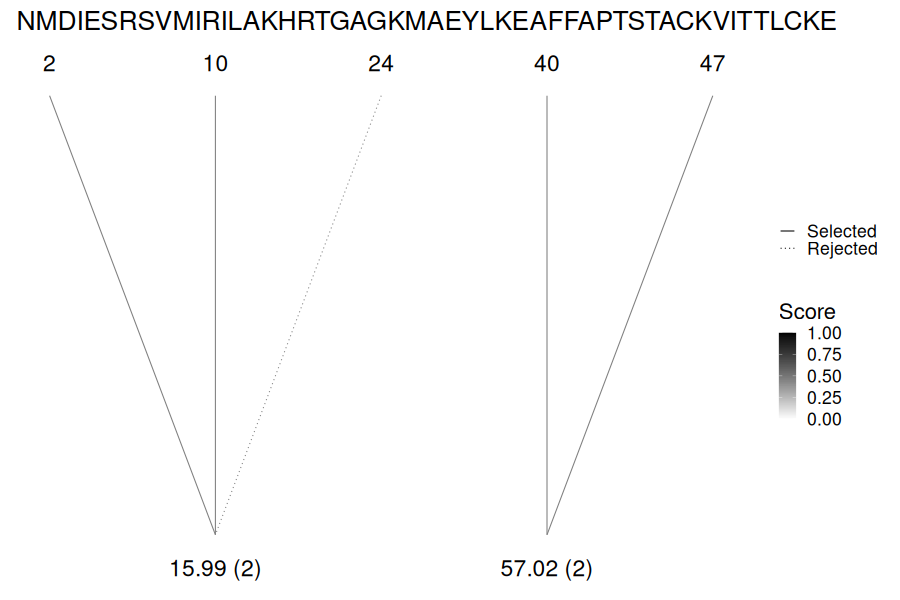 NMDIESRSVMIRILAKHRTGAGKMAEYLKEAFFAPTSTACKVITTLCKE
2 10 24 40 47
Selected
Rejected
Score
1.00
0.75
0.50
0.25
0.00
15.99 (2) 57.02 (2)